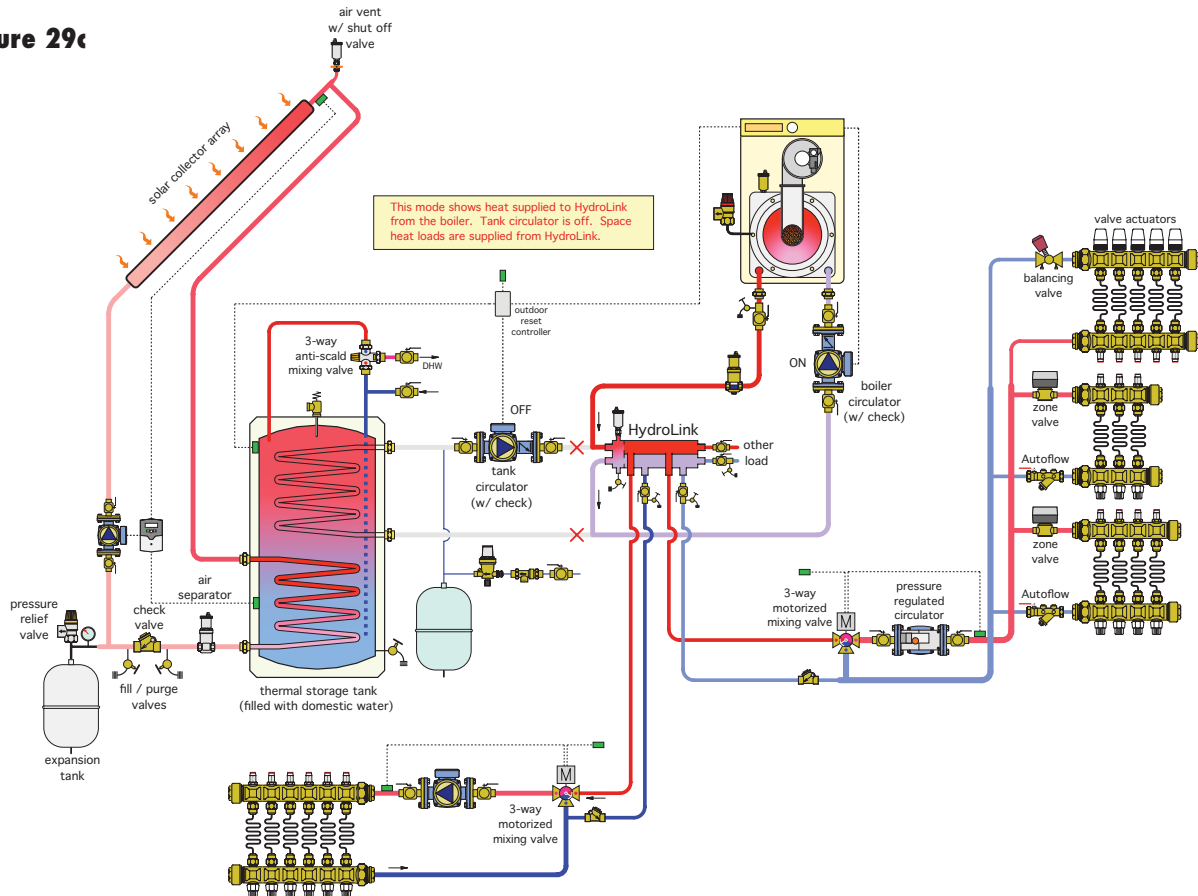 ure 29c
air vent
w/ shut off
valve
solar collector array
This mode shows heat supplied to HydroLink
from the boiler. Tank circulator is off. Space
heat loads are supplied from HydroLink.
valve actuators
balancing
valve
outdoor
reset
controller
3-way
anti-scald
mixing valve
DHW
ON
boiler
circulator
(w/ check)
OFF
HydroLink
other
load
tank
circulator
(w/ check)
zone
valve
Autoflow
zone
valve
Autoflow
air
separator
pressure
relief
valve
check
valve
fill / purge
valves
expansion
tank
thermal storage tank
(filled with domestic water)
3-way
motorized
mixing valve
M
pressure
regulated
circulator
M
3-way
motorized
mixing valve